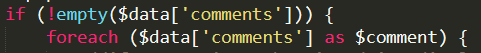 if (!empty($data['comments'])) {
foreach ($data['comments'] as $comment) {